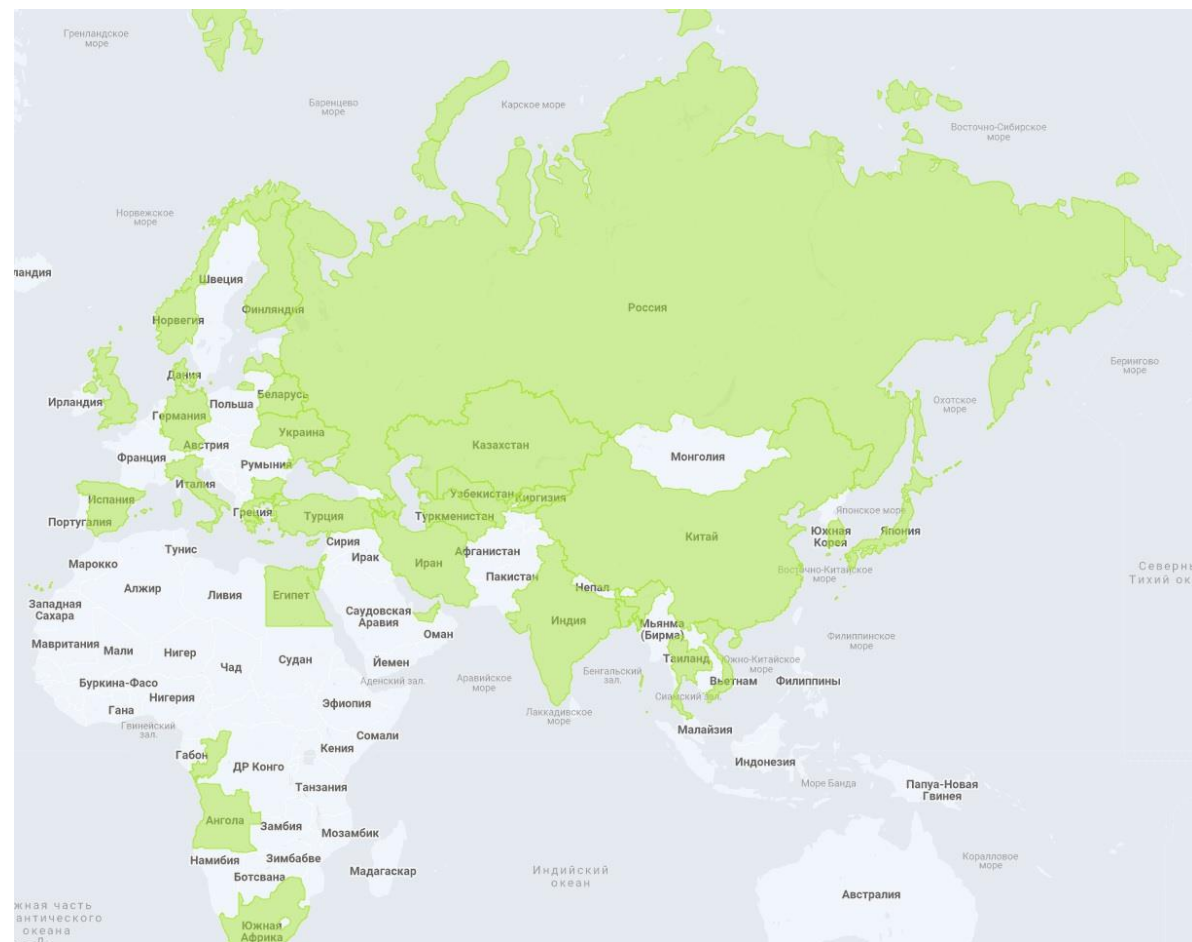 Гренландское
море
Баренцево
море
Карское море
Восточно-Сибирское
море
Норвежское
море
ландия
Швеция
Россия
Финляндия
Норвегия
Берингово
море
Дания
Беларусь
Ирландия
Польша
Охотское
море
Германия
Украина
Австрия
Казахстан
Франция
Румыния
Монголия
Италия
Испания
Узбекистан
Киргизия
Греция
Турция
Туркменистан
Японское море
Португалия
Южная
Корея
Япония
Китай
Сирия
Тунис
Ирак
Афганистан
Иран
Марокко
Восточно-Китайское
море
Северн
Тихий ок
Пакистан
Непал
Алжир
Ливия
Египет
Западная
Сахара
Саудовская
Аравия
Индия
Мьянма
(Бирма)
Оман
Филиппинское
море
Мавритания
Мали
Нигер
Чад
Судан
Йемен
Таиланд
Южно-Китайское
море
Бенгальский
зал.
Аравийское
море
Аденский зал.
Вьетнам
Филиппины
Буркина-Фасо
Нигерия
Сиамский зал.
Эфиопия
Гана
Лаккадивское
море
Гвинейский
зал.
Малайзия
Сомали
Кения
Габон
ДР Конго
Индонезия
Море Банда
Папуа-Новая
Гвинея
Танзания
Ангола
Замбия
Мозамбик
Намибия
Зимбабве
Коралловое
море
Мадагаскар
Индийский
океан
Ботсвана
Австралия
жная часть
антического
океана
Южная
Африка